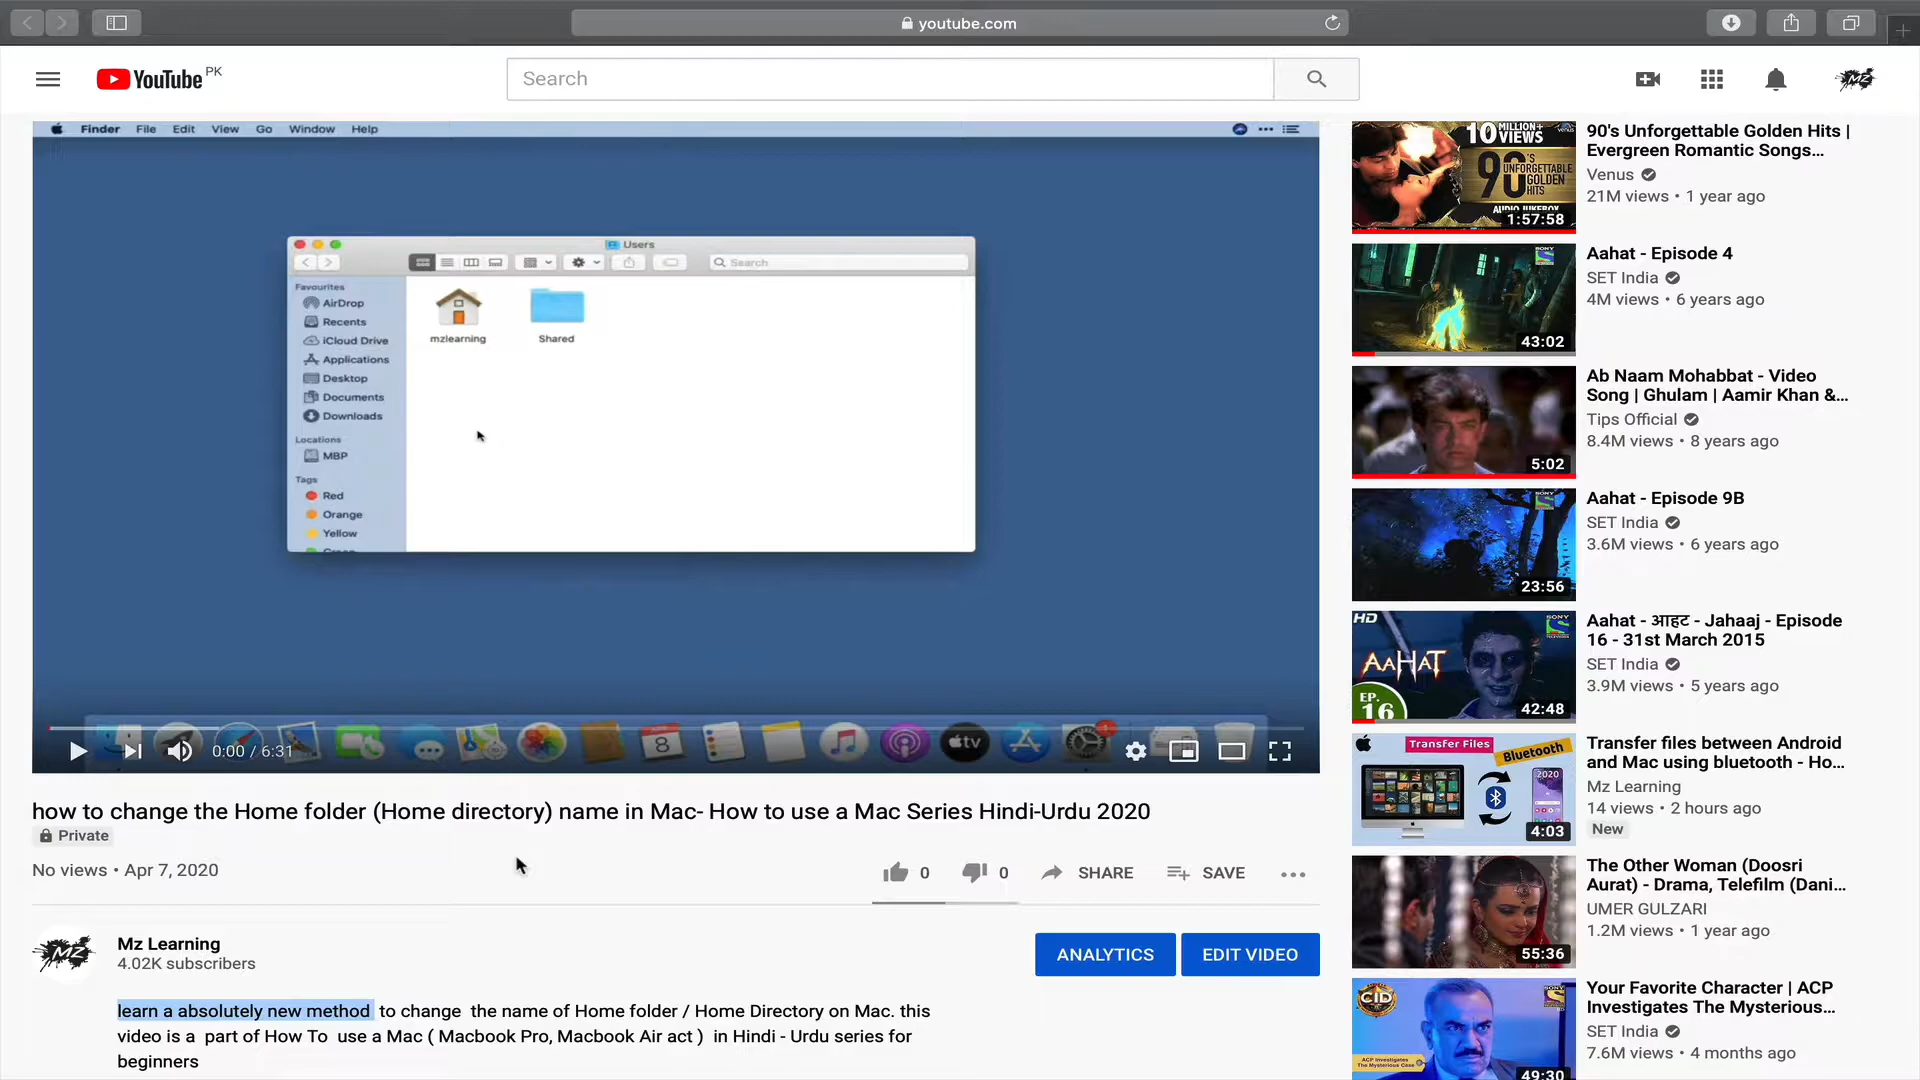 youtube.com
YouTube PK
Search
Finder File Edit View Go Window Help
Users
Search
Favourites
AirDrop
Recents
iCloud Drive
Applications
Desktop
Documents
Downloads
Locations
MBP
Tags
Red
Orange
Yellow
mzlearning
Shared
8
tv
0:00 / 6:31
how to change the Home folder (Home directory) name in Mac- How to use a Mac Series Hindi-Urdu 2020
Private
No views • Apr 7, 2020
0
0
SHARE
SAVE
Mz Learning
4.02K subscribers
ANALYTICS
EDIT VIDEO
learn a absolutely new method to change the name of Home folder / Home Directory on Mac. this
video is a part of How To use a Mac ( Macbook Pro, Macbook Air act ) in Hindi - Urdu series for
beginners
10 MILLION+
VIEWS
90'S
UNFORGETTABLE
GOLDEN
HITS
AUDIO JUKEBOX
1:57:58
90's Unforgettable Golden Hits |
Evergreen Romantic Songs...
Venus
21M views • 1 year ago
43:02
Aahat - Episode 4
SET India
4M views • 6 years ago
5:02
Ab Naam Mohabbat - Video
Song | Ghulam | Aamir Khan &...
Tips Official
8.4M views • 8 years ago
23:56
Aahat - Episode 9B
SET India
3.6M views • 6 years ago
HD
AAHAT
EP.
16
42:48
Aahat - आहट - Jahaaj - Episode
16 - 31st March 2015
SET India
3.9M views • 5 years ago
Transfer Files
Bluetooth
2020
4:03
Transfer files between Android
and Mac using bluetooth - Ho...
Mz Learning
14 views • 2 hours ago
New
55:36
The Other Woman (Doosri
Aurat) - Drama, Telefilm (Dani...
UMER GULZARI
1.2M views • 1 year ago
CID
ACP Investigates
The Mysterious Case
49:30
Your Favorite Character | ACP
Investigates The Mysterious...
SET India
7.6M views • 4 months ago